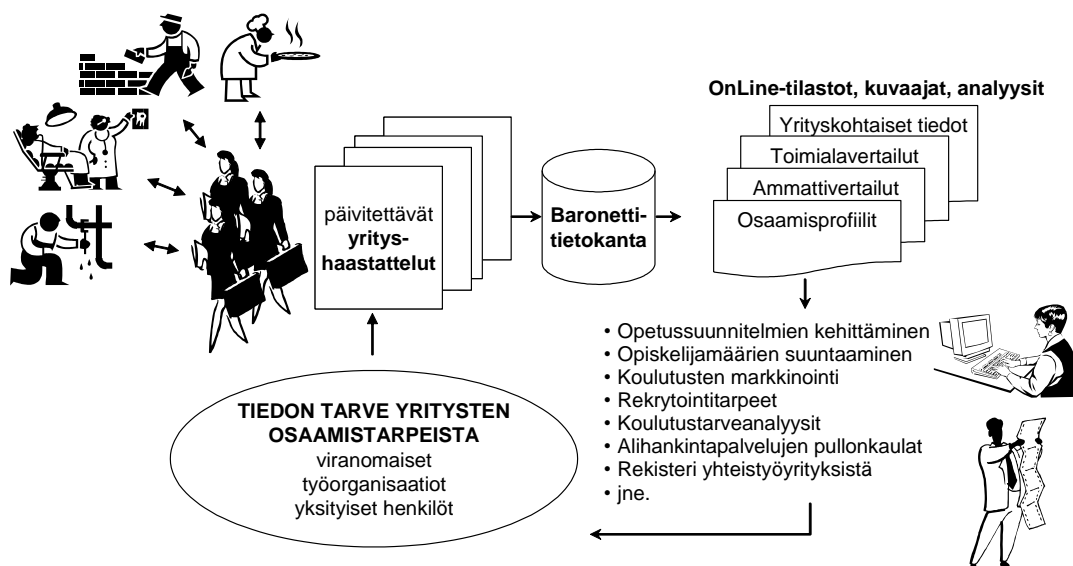 OnLine-tilastot, kuvaajat, analyysit
Yrityskohtaiset tiedot
Toimialavertailut
Ammattivertailut
Osaamisprofiilit
päivitettävät
yritys-
haastattelut
Baronetti-
tietokanta
• Opetussuunnitelmien kehittäminen
• Opiskelijamäärien suuntaaminen
• Koulutusten markkinointi
• Rekrytointitarpeet
• Koulutustarveanalyysit
• Alihankintapalvelujen pullonkaulat
• Rekisteri yhteistyöyrityksistä
• jne.
TIEDON TARVE YRITYSTEN
OSAAMISTARPEISTA
viranomaiset
työorganisaatiot
yksityiset henkilöt